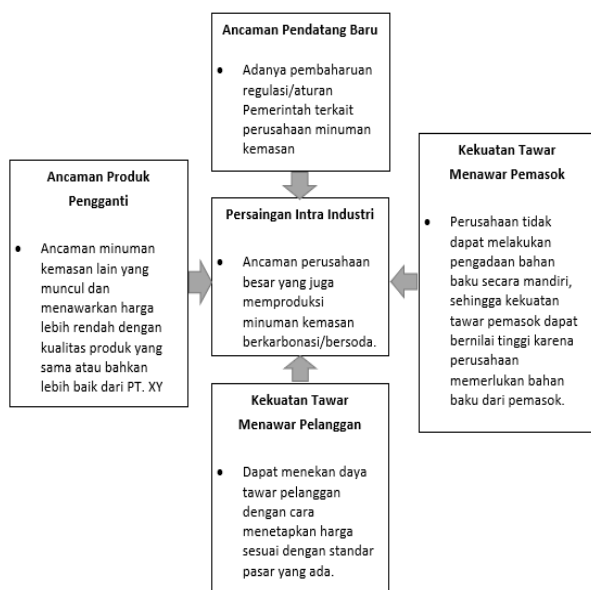 Ancaman Pendatang Baru
• Adanya pembaharuan
regulasi/aturan
Pemerintah terkait
perusahaan minuman
kemasan
Ancaman Produk
Pengganti
• Ancaman minuman
kemasan lain yang
muncul dan
menawarkan harga
lebih rendah dengan
kualitas produk yang
sama atau bahkan
lebih baik dari PT. XY
Persaingan Intra Industri
• Ancaman perusahaan
besar yang juga
memproduksi
minuman kemasan
berkarbonasi/bersoda.
Kekuatan Tawar
Menawar Pemasok
• Perusahaan tidak
dapat melakukan
pengadaan bahan
baku secara mandiri,
sehingga kekuatan
tawar pemasok dapat
bernilai tinggi karena
perusahaan
memerlukan bahan
baku dari pemasok.
Kekuatan Tawar
Menawar Pelanggan
• Dapat menekan daya
tawar pelanggan
dengan cara
menetapkan harga
sesuai dengan standar
pasar yang ada.